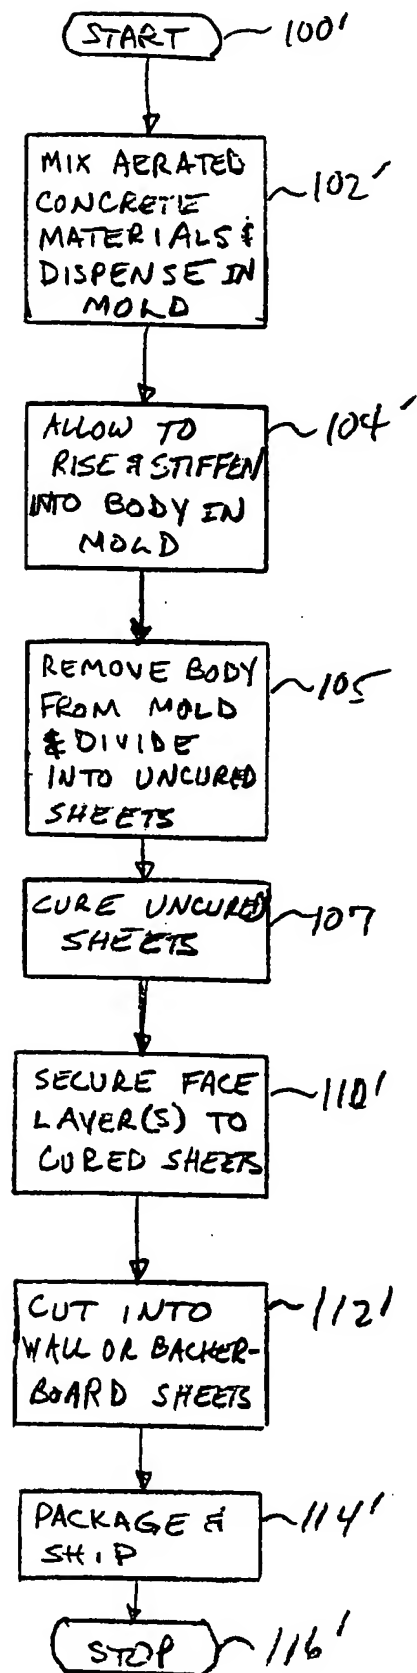 START 100'
MIX AERATED
CONCRETE
MATERIALS &
DISPENSE IN
MOLD
102'
ALLOW TO
RISE & STIFFEN
INTO BODY IN
MOLD
104'
REMOVE BODY
FROM MOLD
& DIVIDE
INTO UNCURED
SHEETS
105
CURE UNCURED
SHEETS
107
SECURE FACE
LAYER(S) TO
CURED SHEETS
110'
CUT INTO
WALL OR BACKER-
BOARD SHEETS
112'
PACKAGE &
SHIP
114'
STOP 116'